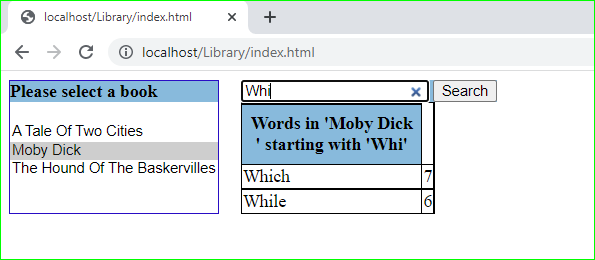 localhost/Library/index.html
localhost/Library/index.html
Please select a book
A Tale Of Two Cities
Moby Dick
The Hound Of The Baskervilles
Whi
Search
Words in 'Moby Dick
' starting with 'Whi'
Which 7
While 6